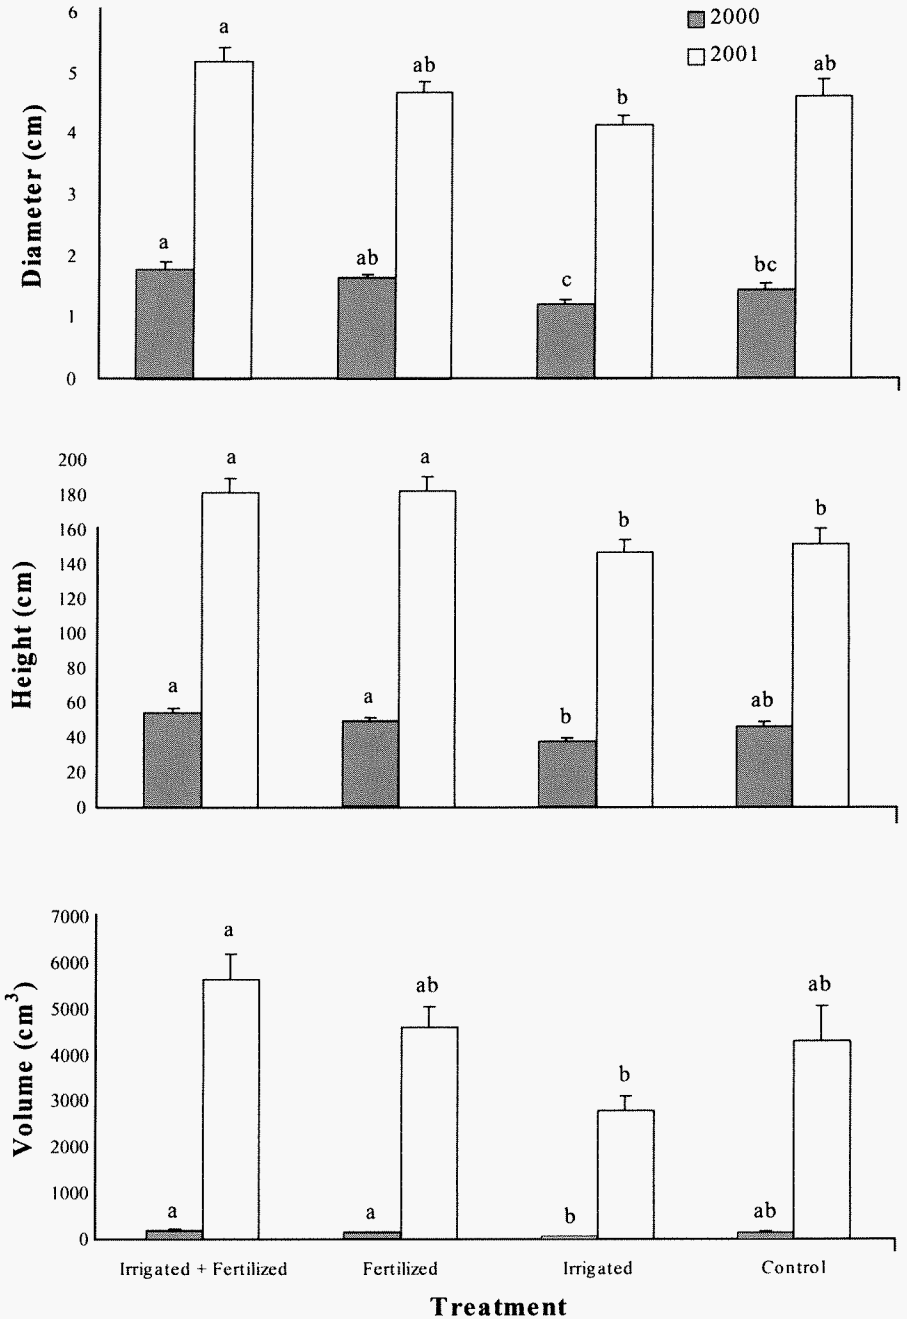 2000
2001
Diameter (cm)
6
5
4
3
2
1
0
a
a
ab
ab
c
b
bc
ab
Height (cm)
200
180
160
140
120
100
80
60
40
20
0
a
a
a
a
b
b
ab
b
Volume (cm³)
7000
6000
5000
4000
3000
2000
1000
0
a
a
a
ab
b
b
ab
ab
Irrigated + Fertilized Fertilized Irrigated Control
Treatment